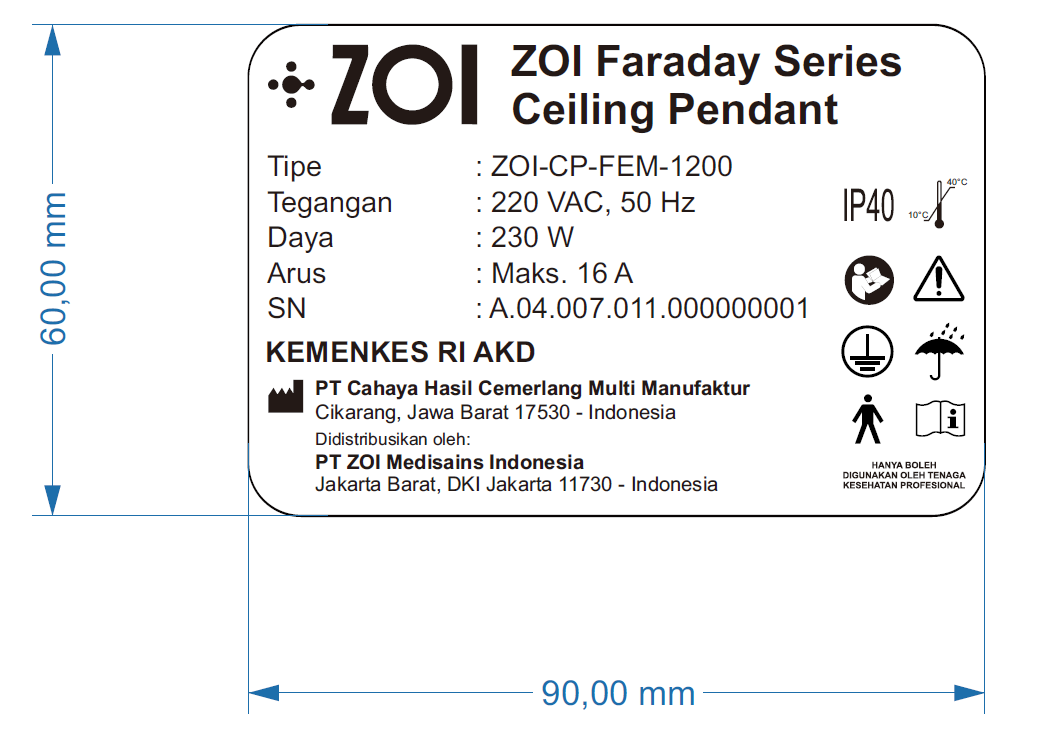 ZOI
ZOI Faraday Series
Ceiling Pendant
Tipe : ZOI-CP-FEM-1200
Tegangan : 220 VAC, 50 Hz
Daya : 230 W
Arus : Maks. 16 A
SN : A.04.007.011.000000001
IP40
40°C
10°C
KEMENKES RI AKD
PT Cahaya Hasil Cemerlang Multi Manufaktur
Cikarang, Jawa Barat 17530 - Indonesia
Didistribusikan oleh:
PT ZOI Medisains Indonesia
Jakarta Barat, DKI Jakarta 11730 - Indonesia
HANYA BOLEH
DIGUNAKAN OLEH TENAGA
KESEHATAN PROFESIONAL
60,00 mm
90,00 mm